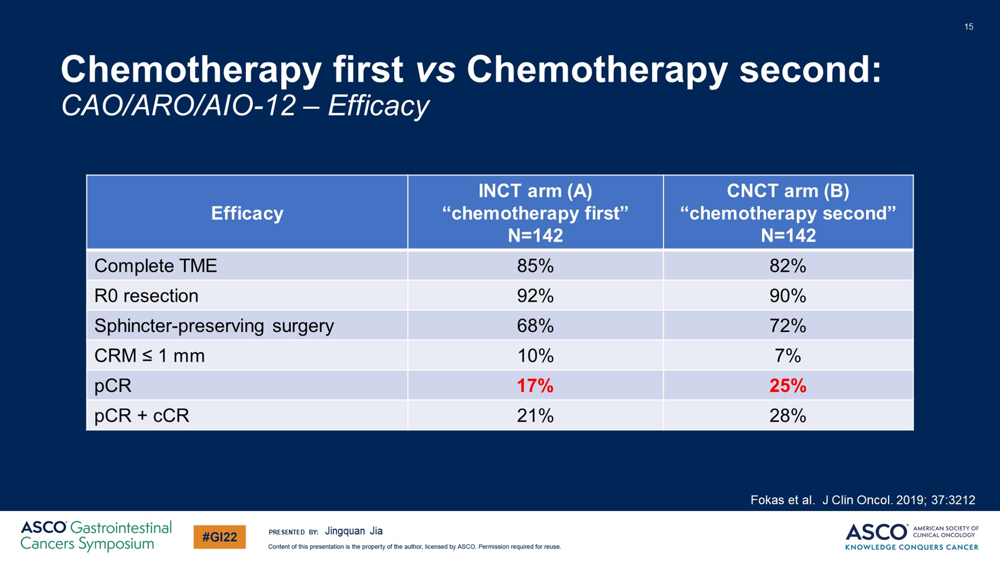 15
Chemotherapy first vs Chemotherapy second:
CAO/ARO/AIO-12 – Efficacy
Efficacy
INCT arm (A)
“chemotherapy first”
N=142
CNCT arm (B)
“chemotherapy second”
N=142
Complete TME 85% 82%
R0 resection 92% 90%
Sphincter-preserving surgery 68% 72%
CRM ≤ 1 mm 10% 7%
pCR 17% 25%
pCR + cCR 21% 28%
Fokas et al. J Clin Oncol. 2019; 37:3212
ASCO® Gastrointestinal
Cancers Symposium
#GI22
PRESENTED BY: Jingquan Jia
Content of this presentation is the property of the author, licensed by ASCO. Permission required for reuse.
ASCO® AMERICAN SOCIETY OF
CLINICAL ONCOLOGY
KNOWLEDGE CONQUERS CANCER